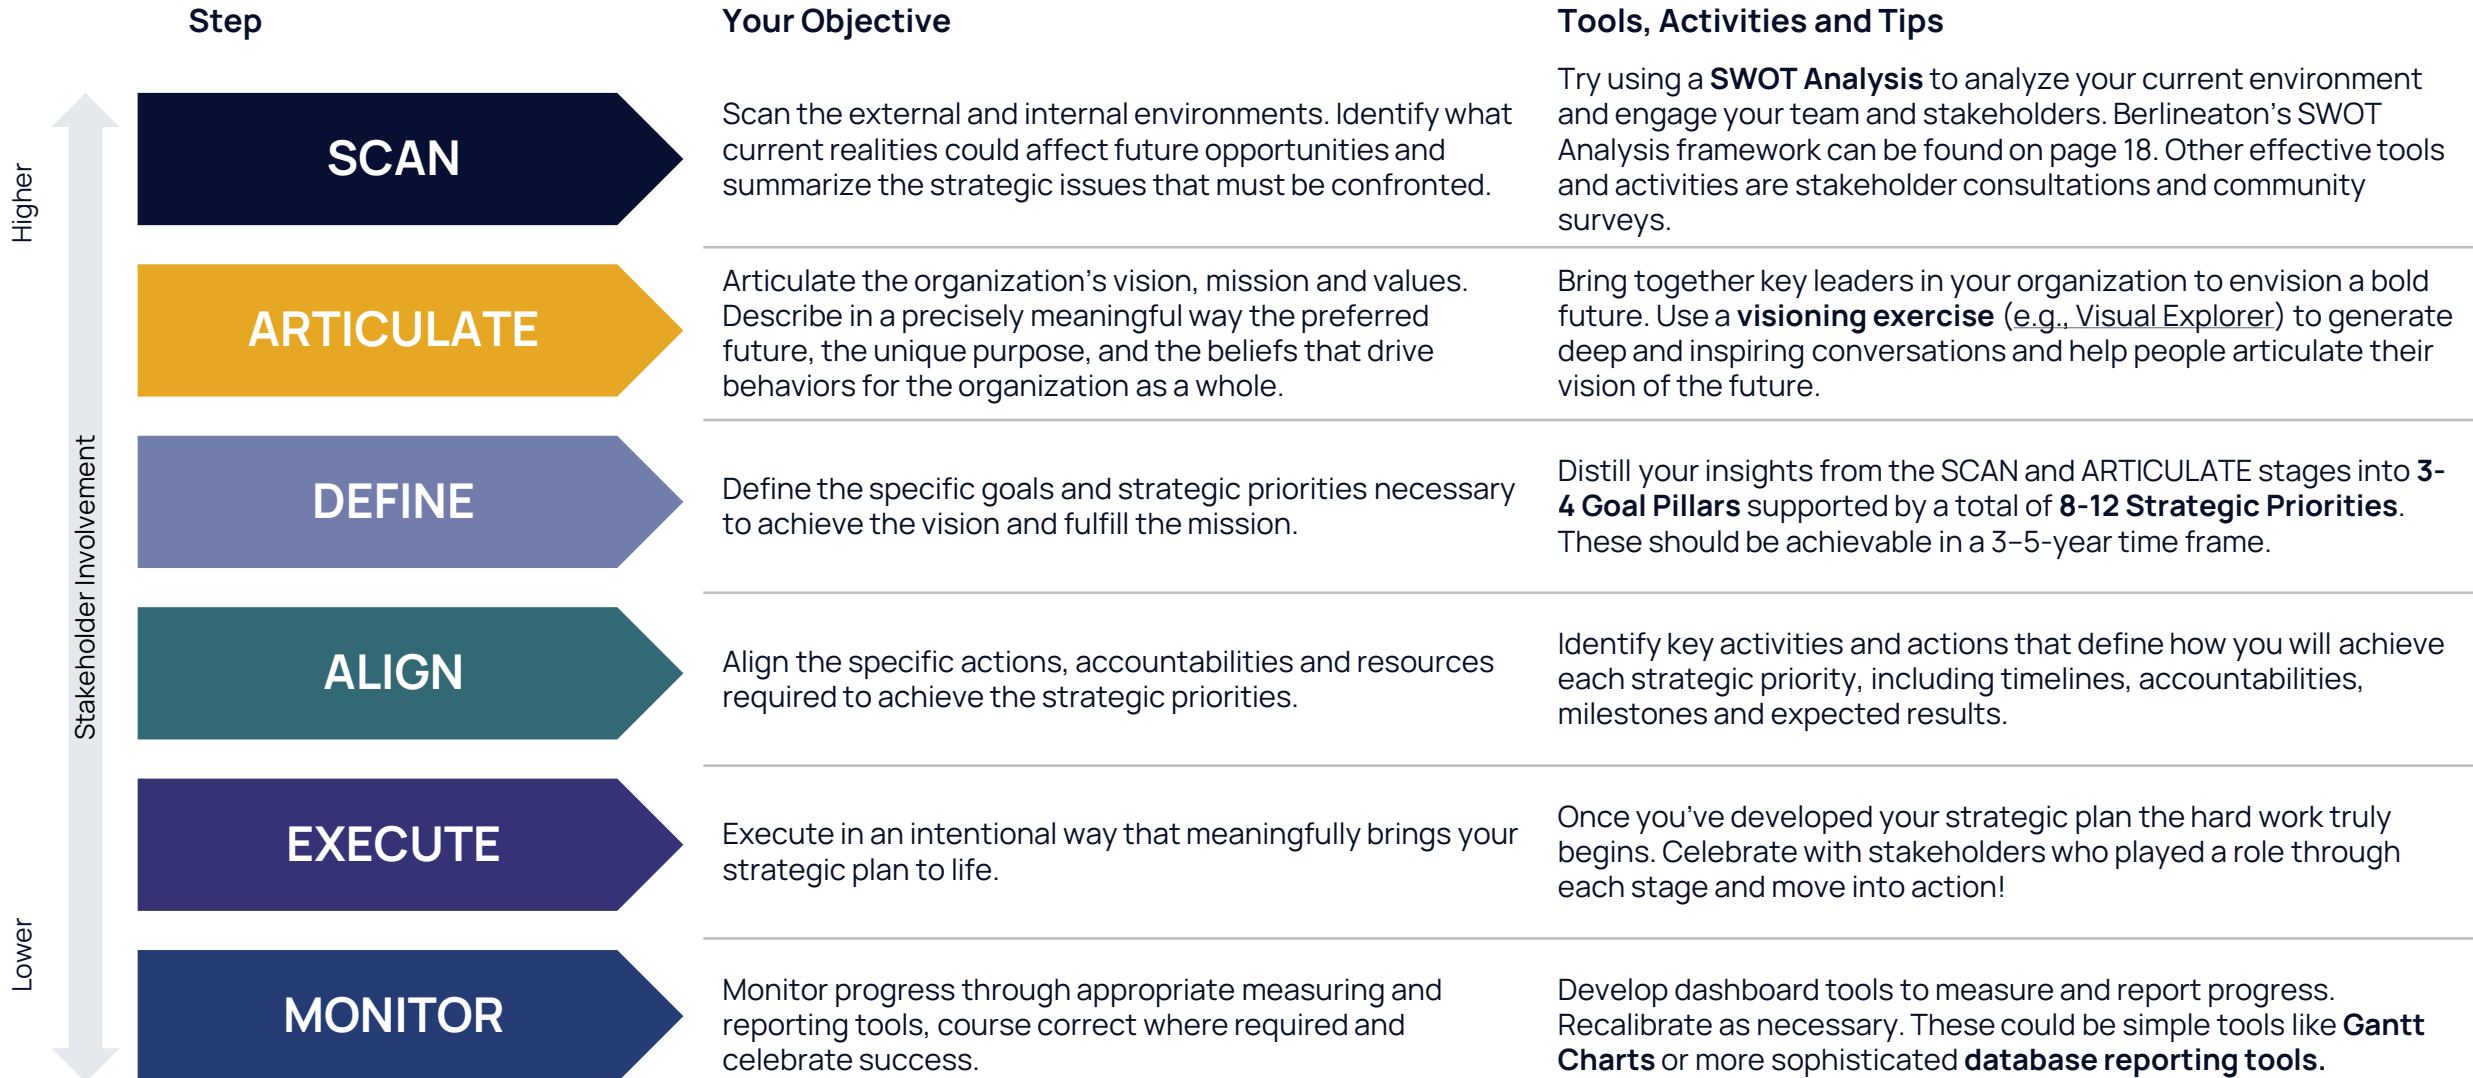 Step
Your Objective
Tools, Activities and Tips
Higher
Stakeholder Involvement
Lower
SCAN
Scan the external and internal environments. Identify what
current realities could affect future opportunities and
summarize the strategic issues that must be confronted.
Try using a SWOT Analysis to analyze your current environment
and engage your team and stakeholders. Berlineaton's SWOT
Analysis framework can be found on page 18. Other effective tools
and activities are stakeholder consultations and community
surveys.
ARTICULATE
Articulate the organization's vision, mission and values.
Describe in a precisely meaningful way the preferred
future, the unique purpose, and the beliefs that drive
behaviors for the organization as a whole.
Bring together key leaders in your organization to envision a bold
future. Use a visioning exercise (e.g., Visual Explorer) to generate
deep and inspiring conversations and help people articulate their
vision of the future.
DEFINE
Define the specific goals and strategic priorities necessary
to achieve the vision and fulfill the mission.
Distill your insights from the SCAN and ARTICULATE stages into 3-
4 Goal Pillars supported by a total of 8-12 Strategic Priorities.
These should be achievable in a 3–5-year time frame.
ALIGN
Align the specific actions, accountabilities and resources
required to achieve the strategic priorities.
Identify key activities and actions that define how you will achieve
each strategic priority, including timelines, accountabilities,
milestones and expected results.
EXECUTE
Execute in an intentional way that meaningfully brings your
strategic plan to life.
Once you've developed your strategic plan the hard work truly
begins. Celebrate with stakeholders who played a role through
each stage and move into action!
MONITOR
Monitor progress through appropriate measuring and
reporting tools, course correct where required and
celebrate success.
Develop dashboard tools to measure and report progress.
Recalibrate as necessary. These could be simple tools like Gantt
Charts or more sophisticated database reporting tools.